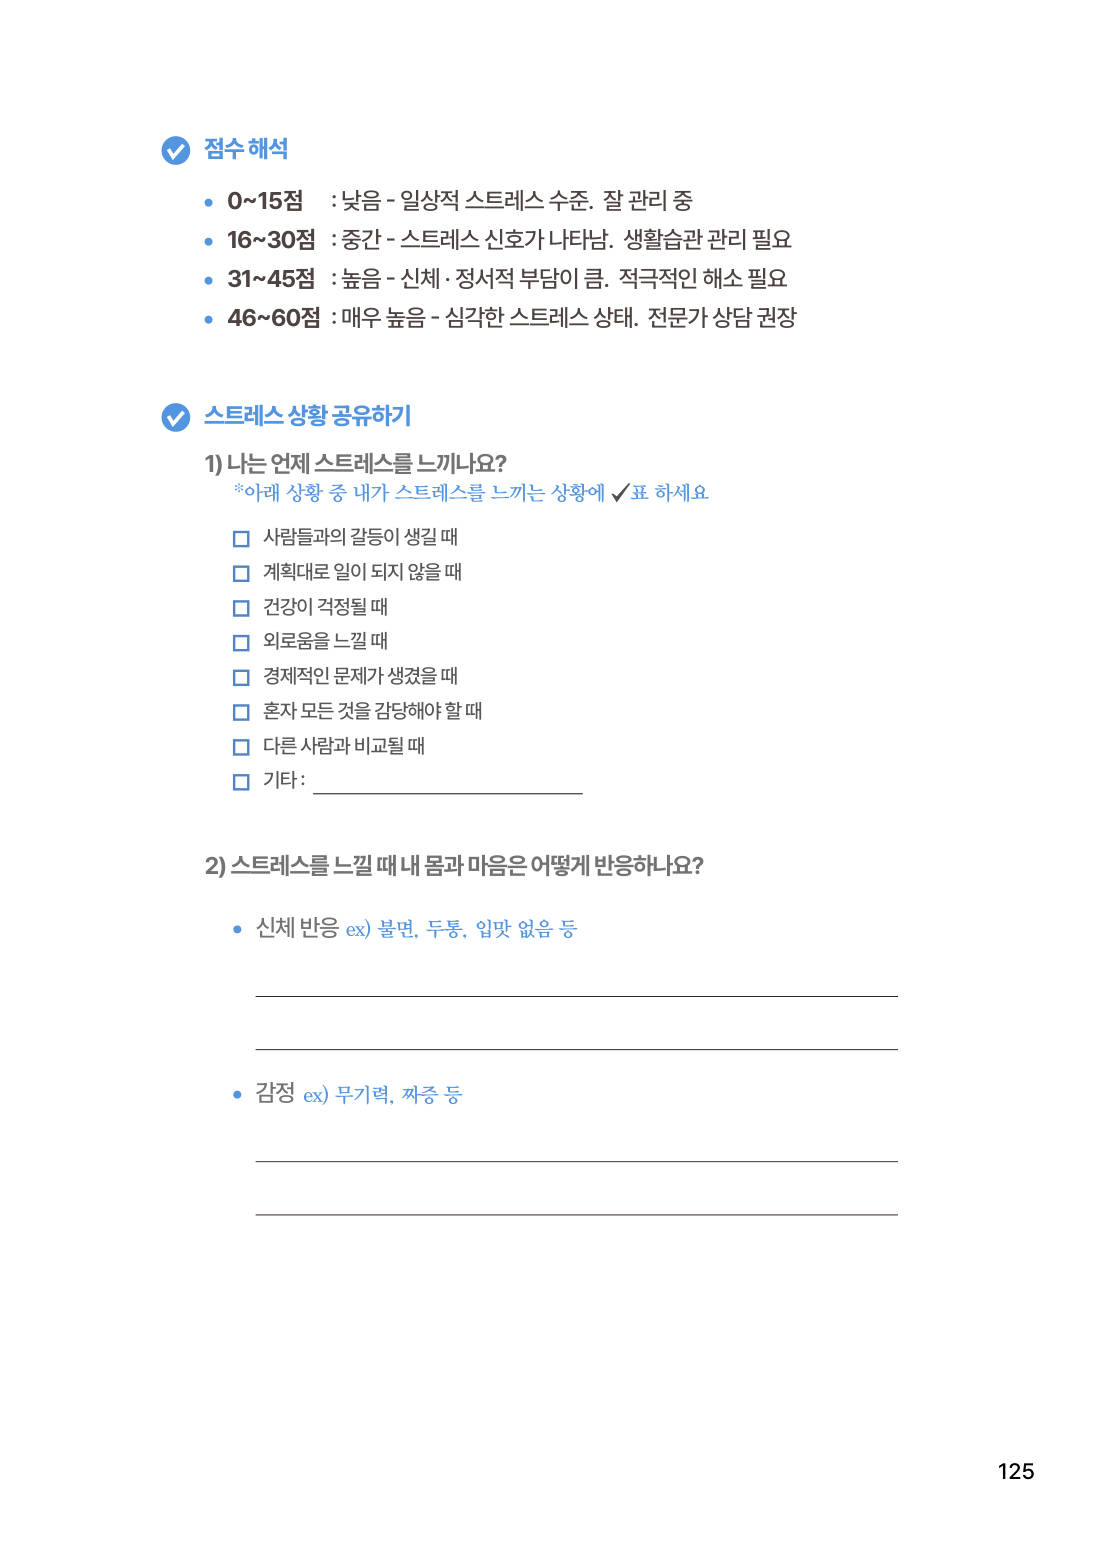 점수 해석
• 0~15점 : 낮음 - 일상적 스트레스 수준. 잘 관리 중
• 16~30점 : 중간 - 스트레스 신호가 나타남. 생활습관 관리 필요
• 31~45점 : 높음 - 신체 · 정서적 부담이 큼. 적극적인 해소 필요
• 46~60점 : 매우 높음 - 심각한 스트레스 상태. 전문가 상담 권장
스트레스 상황 공유하기
1) 나는 언제 스트레스를 느끼나요?
*아래 상황 중 내가 스트레스를 느끼는 상황에 ✓표 하세요
□ 사람들과의 갈등이 생길 때
□ 계획대로 일이 되지 않을 때
□ 건강이 걱정될 때
□ 외로움을 느낄 때
□ 경제적인 문제가 생겼을 때
□ 혼자 모든 것을 감당해야 할 때
□ 다른 사람과 비교될 때
□ 기타 :
2) 스트레스를 느낄 때 내 몸과 마음은 어떻게 반응하나요?
• 신체 반응 ex) 불면, 두통, 입맛 없음 등
• 감정 ex) 무기력, 짜증 등
125